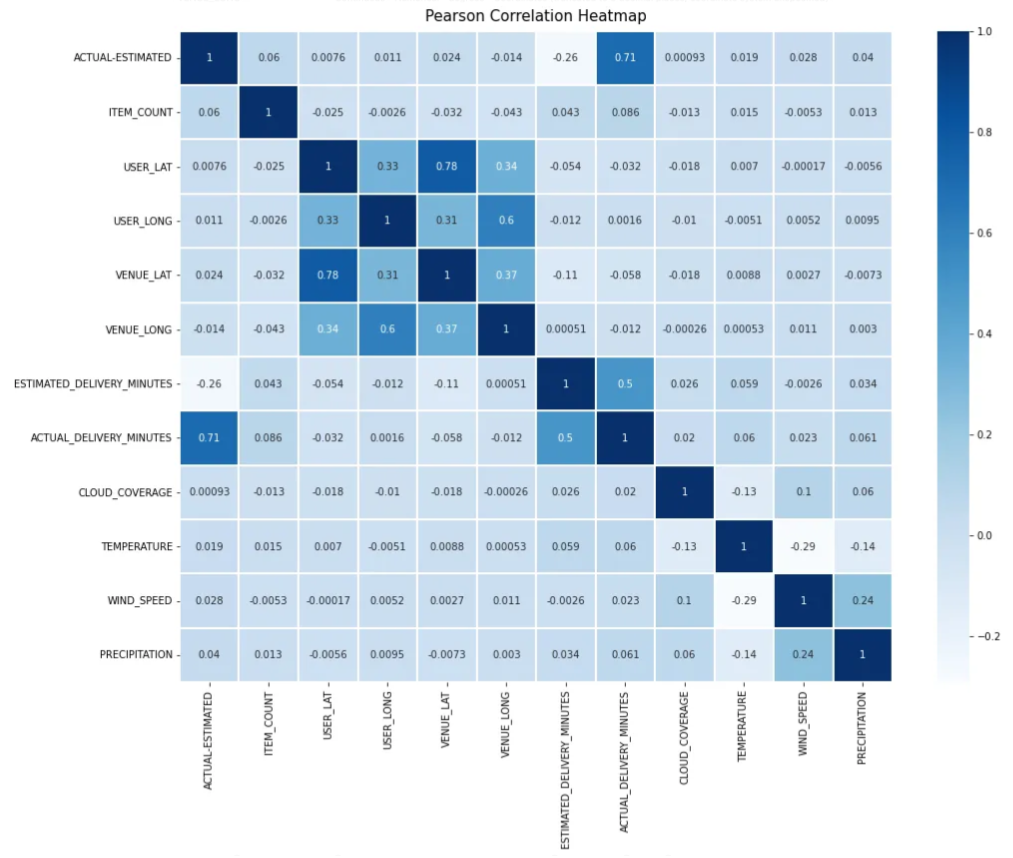 Pearson Correlation Heatmap
ACTUAL-ESTIMATED 1 0.06 0.0076 0.011 0.024 -0.014 -0.26 0.71 0.00093 0.019 0.028 0.04
ITEM_COUNT 0.06 1 -0.025 -0.0026 -0.032 -0.043 0.043 0.086 -0.013 0.015 -0.0053 0.013
USER_LAT 0.0076 -0.025 1 0.33 0.78 0.34 -0.054 -0.032 -0.018 0.007 -0.00017 -0.0056
USER_LONG 0.011 -0.0026 0.33 1 0.31 0.6 -0.012 0.0016 -0.01 -0.0051 0.0052 0.0095
VENUE_LAT 0.024 -0.032 0.78 0.31 1 0.37 -0.11 -0.058 -0.018 0.0088 0.0027 -0.0073
VENUE_LONG -0.014 -0.043 0.34 0.6 0.37 1 0.00051 -0.012 -0.00026 0.00053 0.011 0.003
ESTIMATED_DELIVERY_MINUTES -0.26 0.043 -0.054 -0.012 -0.11 0.00051 1 0.5 0.026 0.059 -0.0026 0.034
ACTUAL_DELIVERY_MINUTES 0.71 0.086 -0.032 0.0016 -0.058 -0.012 0.5 1 0.02 0.06 0.023 0.061
CLOUD_COVERAGE 0.00093 -0.013 -0.018 -0.01 -0.018 -0.00026 0.026 0.02 1 -0.13 0.1 0.06
TEMPERATURE 0.019 0.015 0.007 -0.0051 0.0088 0.00053 0.059 0.06 -0.13 1 -0.29 -0.14
WIND_SPEED 0.028 -0.0053 -0.00017 0.0052 0.0027 0.011 -0.0026 0.023 0.1 -0.29 1 0.24
PRECIPITATION 0.04 0.013 -0.0056 0.0095 -0.0073 0.003 0.034 0.061 0.06 -0.14 0.24 1
ACTUAL-ESTIMATED
ITEM_COUNT
USER_LAT
USER_LONG
VENUE_LAT
VENUE_LONG
ESTIMATED_DELIVERY_MINUTES
ACTUAL_DELIVERY_MINUTES
CLOUD_COVERAGE
TEMPERATURE
WIND_SPEED
PRECIPITATION
1.0
0.8
0.6
0.4
0.2
0.0
−0.2